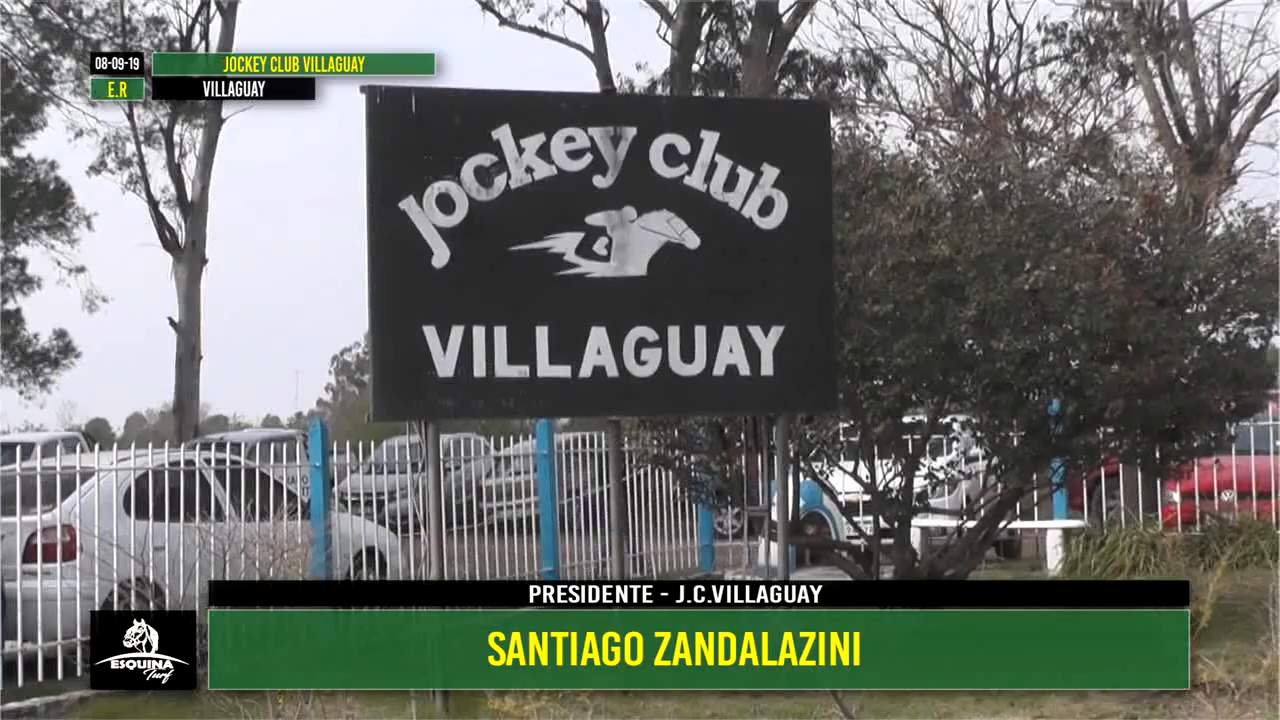 08-09-19
JOCKEY CLUB VILLAGUAY
E.R
VILLAGUAY
Jockey club
VILLAGUAY
PRESIDENTE - J.C.VILLAGUAY
SANTIAGO ZANDALAZINI
ESQUINA
Turf